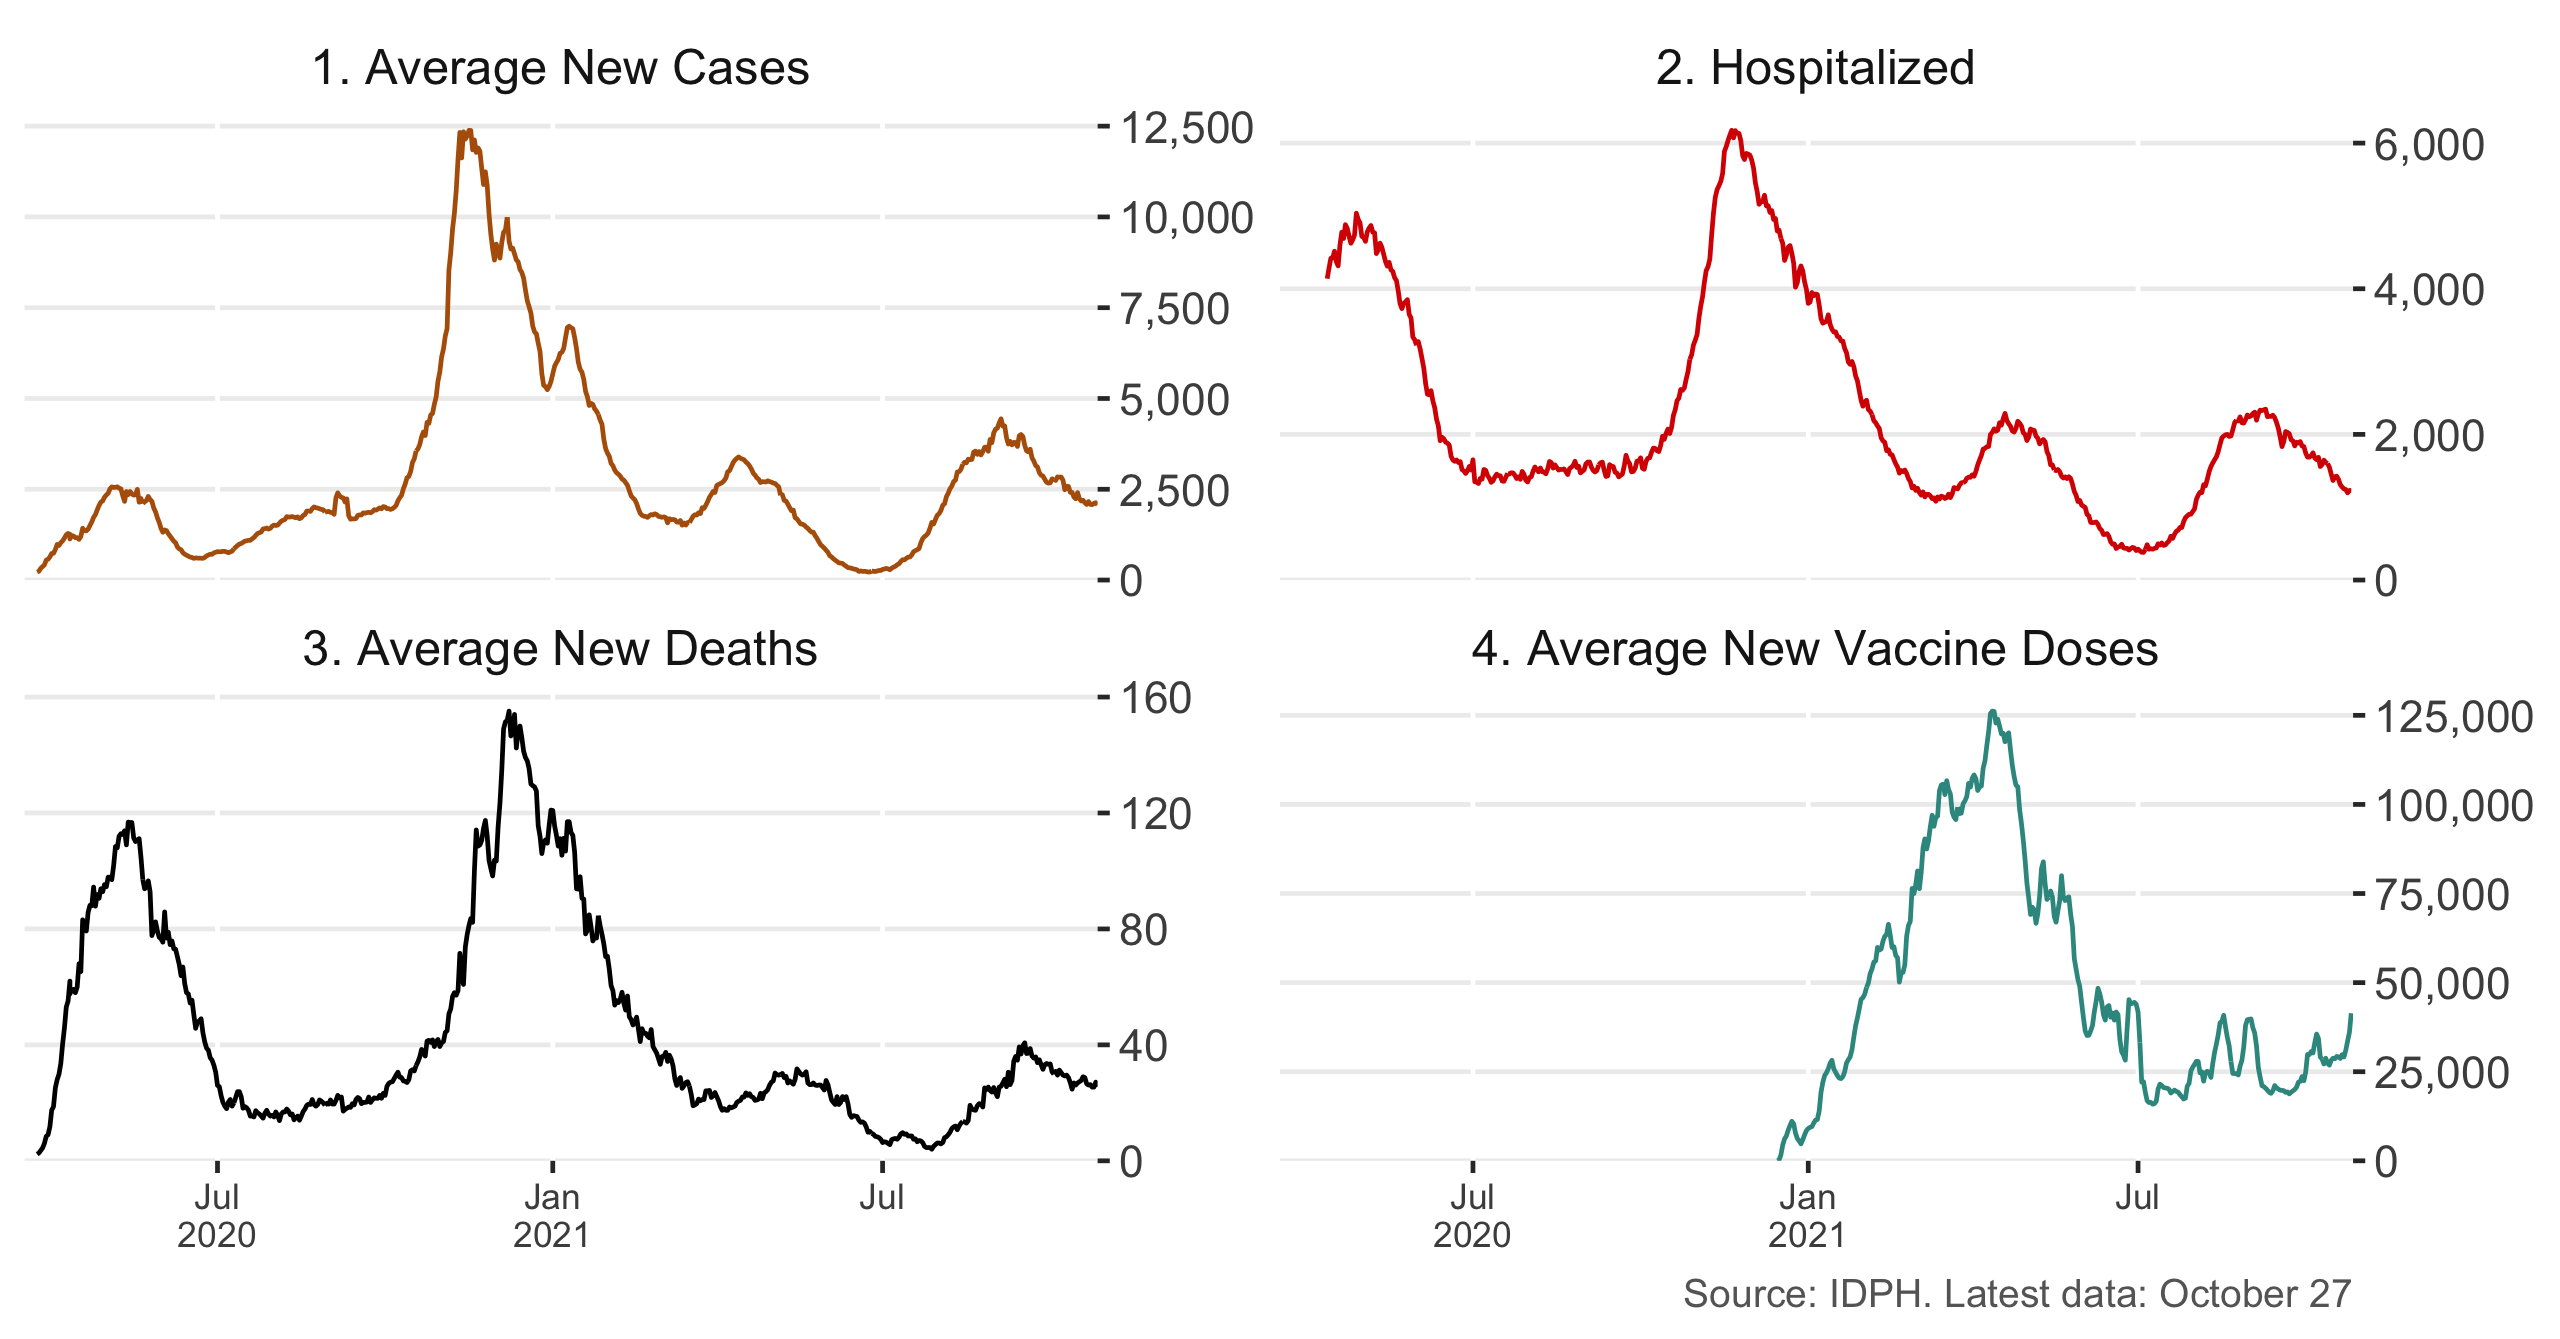 1. Average New Cases
12,500
10,000
7,500
5,000
2,500
0
2. Hospitalized
6,000
4,000
2,000
0
3. Average New Deaths
160
120
80
40
0
Jul
2020
Jan
2021
Jul
4. Average New Vaccine Doses
125,000
100,000
75,000
50,000
25,000
0
Jul
2020
Jan
2021
Jul
Source: IDPH. Latest data: October 27